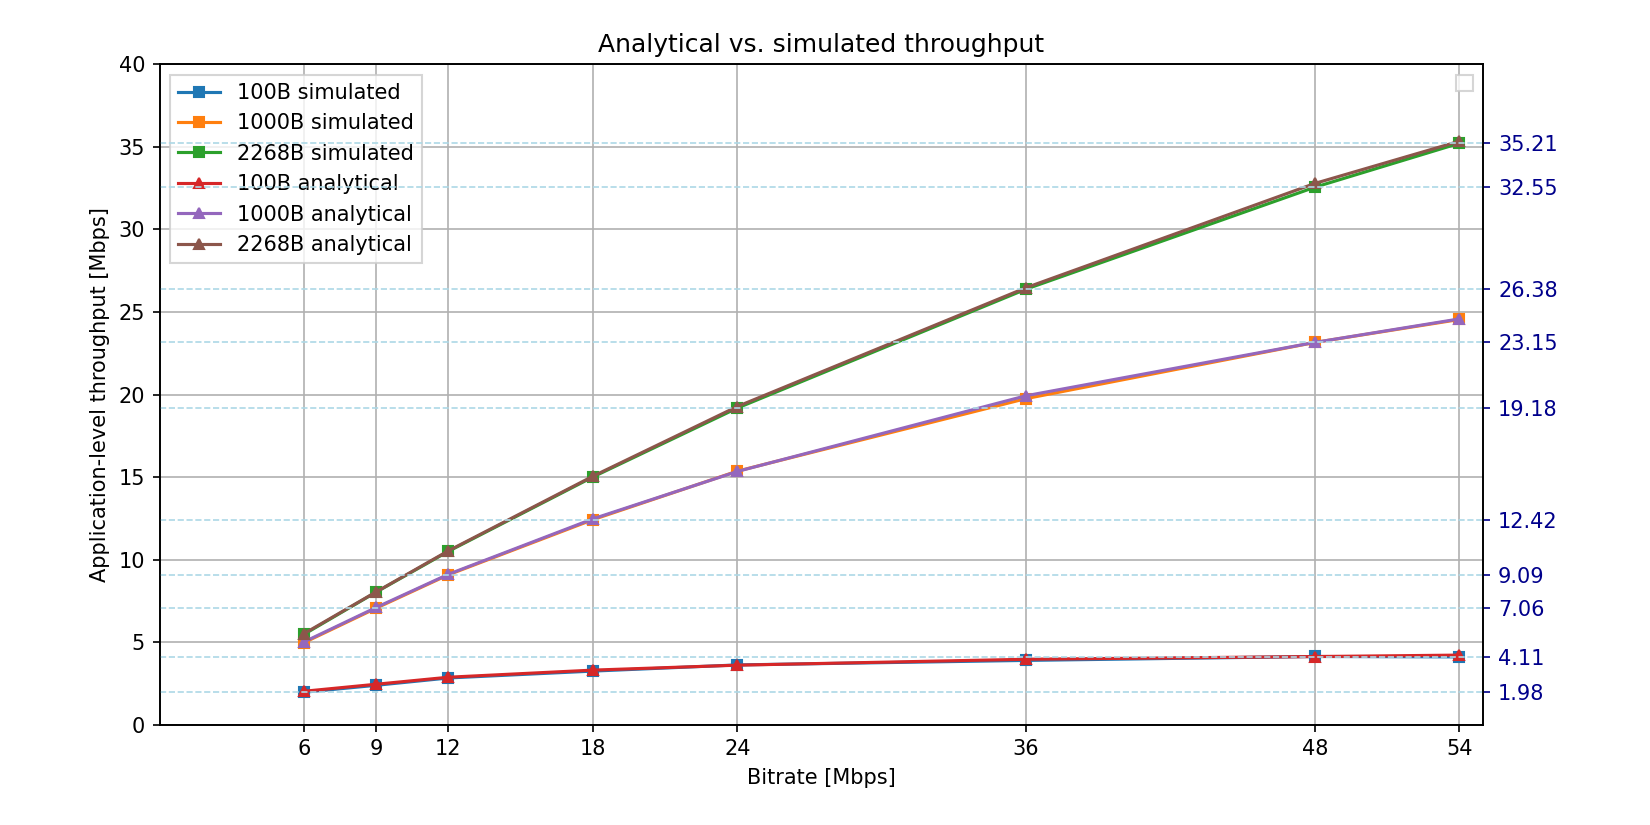 Analytical vs. simulated throughput
100B simulated
1000B simulated
2268B simulated
100B analytical
1000B analytical
2268B analytical
Application-level throughput [Mbps]
40
35
30
25
20
15
10
5
0
35.21
32.55
26.38
23.15
19.18
12.42
9.09
7.06
4.11
1.98
6 9 12 18 24 36 48 54
Bitrate [Mbps]